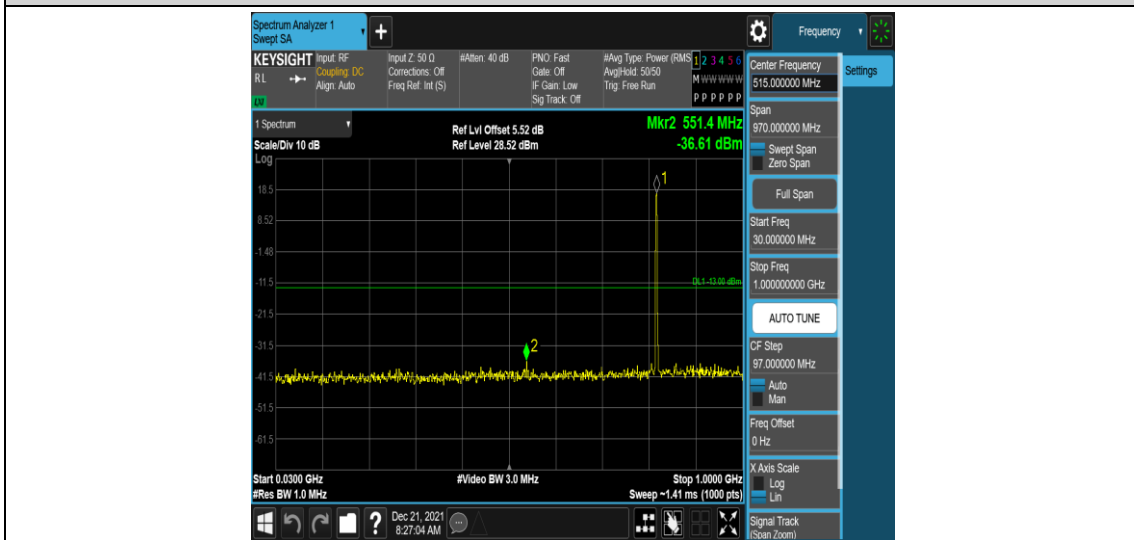 Spectrum Analyzer 1
Swept SA
+
Frequency
KEYSIGHT
RL
LXI
Input: RF
Coupling: DC
Align: Auto
Input Z: 50 Ω
Corrections: Off
Freq Ref: Int (S)
#Atten: 40 dB
PNO: Fast
Gate: Off
IF Gain: Low
Sig Track: Off
#Avg Type: Power (RMS
Avg|Hold: 50/50
Trig: Free Run
1 2 3 4 5 6
M W W W W W
P P P P P P
1 Spectrum
Scale/Div 10 dB
Log
Ref Lvl Offset 5.52 dB
Ref Level 28.52 dBm
Mkr2 551.4 MHz
-36.61 dBm
1
18.5
8.52
-1.48
-11.5
DL1 -13.00 dBm
-21.5
-31.5
2
-41.5
-51.5
-61.5
Start 0.0300 GHz
#Res BW 1.0 MHz
#Video BW 3.0 MHz
Stop 1.0000 GHz
Sweep ~1.41 ms (1000 pts)
Center Frequency
515.000000 MHz
Settings
Span
970.000000 MHz
Swept Span
Zero Span
Full Span
Start Freq
30.000000 MHz
Stop Freq
1.000000000 GHz
AUTO TUNE
CF Step
97.000000 MHz
Auto
Man
Freq Offset
0 Hz
X Axis Scale
Log
Lin
Signal Track
(Span Zoom)
?
Dec 21, 2021
8:27:04 AM